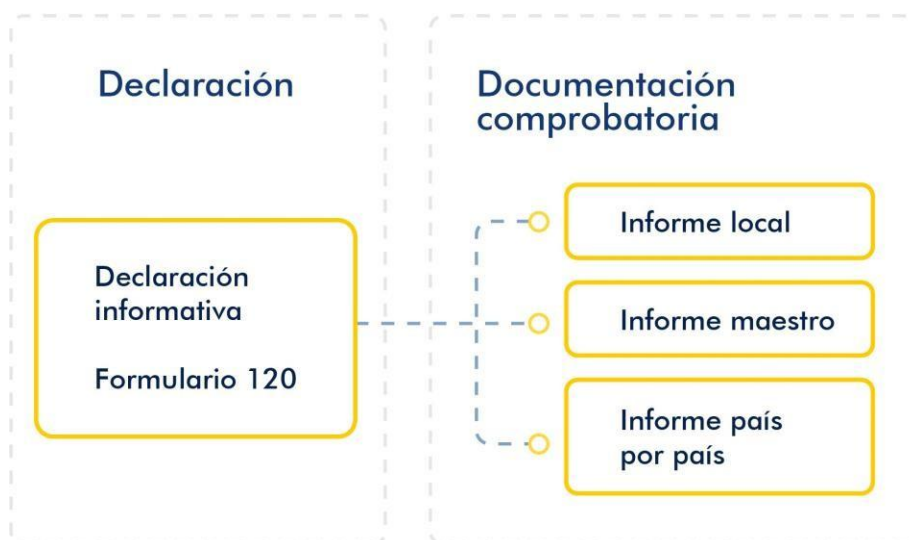 Declaración
Declaración
informativa
Formulario 120
Documentación
comprobatoria
Informe local
Informe maestro
Informe país
por país